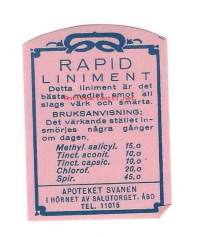 RAPID
LINIMENT
Detta liniment är det
bästa medlet emot all
slags värk och smärta.
BRUKSANVISNING:
Det värkande stället in-
smörjes några gånger
om dagen.
Methyl. salicyl. 15,0
Tinct. aconit. 10,0
Tinct. capsic. 10,0
Chlorof. 20,0
Spir. 45,0
APOTEKET SVANEN
I HÖRNET AV SALUTORGET. ÅBO
TEL. 11015